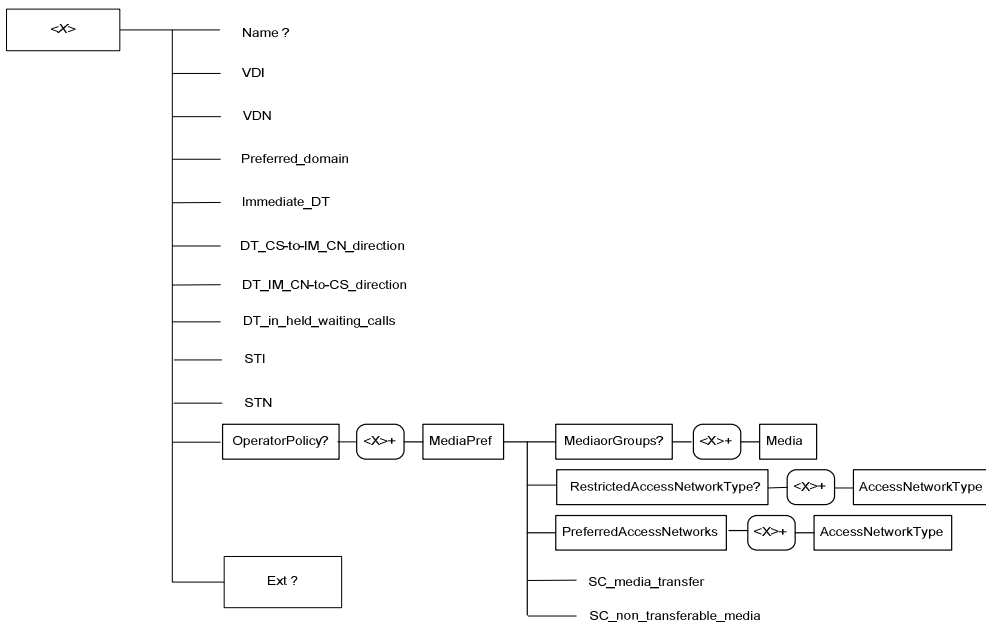 <X>
Name ?
VDI
VDN
Preferred_domain
Immediate_DT
DT_CS-to-IM_CN_direction
DT_IM_CN-to-CS_direction
DT_in_held_waiting_calls
STI
STN
OperatorPolicy? <X>+ MediaPref MediaorGroups? <X>+ Media
RestrictedAccessNetworkType? <X>+ AccessNetworkType
PreferredAccessNetworks <X>+ AccessNetworkType
Ext ?
SC_media_transfer
SC_non_transferable_media